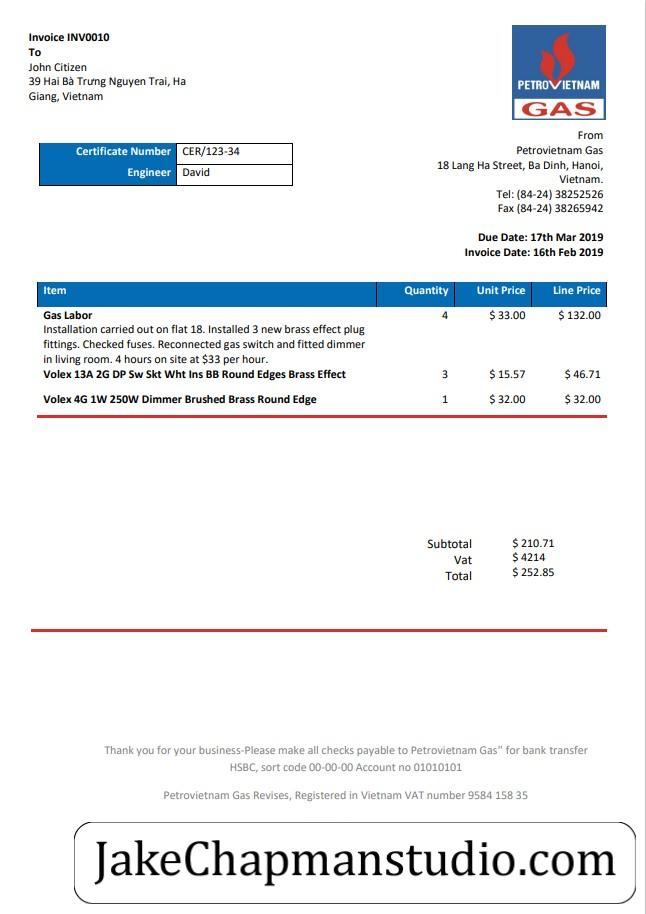 Invoice INV0010
To
John Citizen
39 Hai Bà Trưng Nguyen Trai, Ha
Giang, Vietnam
PETROVIETNAM
GAS
Certificate Number CER/123-34
Engineer David
From
Petrovietnam Gas
18 Lang Ha Street, Ba Dinh, Hanoi,
Vietnam.
Tel: (84-24) 38252526
Fax (84-24) 38265942
Due Date: 17th Mar 2019
Invoice Date: 16th Feb 2019
Item Quantity Unit Price Line Price
Gas Labor 4 $ 33.00 $ 132.00
Installation carried out on flat 18. Installed 3 new brass effect plug
fittings. Checked fuses. Reconnected gas switch and fitted dimmer
in living room. 4 hours on site at $33 per hour.
Volex 13A 2G DP Sw Skt Wht Ins BB Round Edges Brass Effect 3 $ 15.57 $ 46.71
Volex 4G 1W 250W Dimmer Brushed Brass Round Edge 1 $ 32.00 $ 32.00
Subtotal $ 210.71
Vat $ 4214
Total $ 252.85
Thank you for your business-Please make all checks payable to Petrovietnam Gas" for bank transfer
HSBC, sort code 00-00-00 Account no 01010101
Petrovietnam Gas Revises, Registered in Vietnam VAT number 9584 158 35
JakeChapmanstudio.com